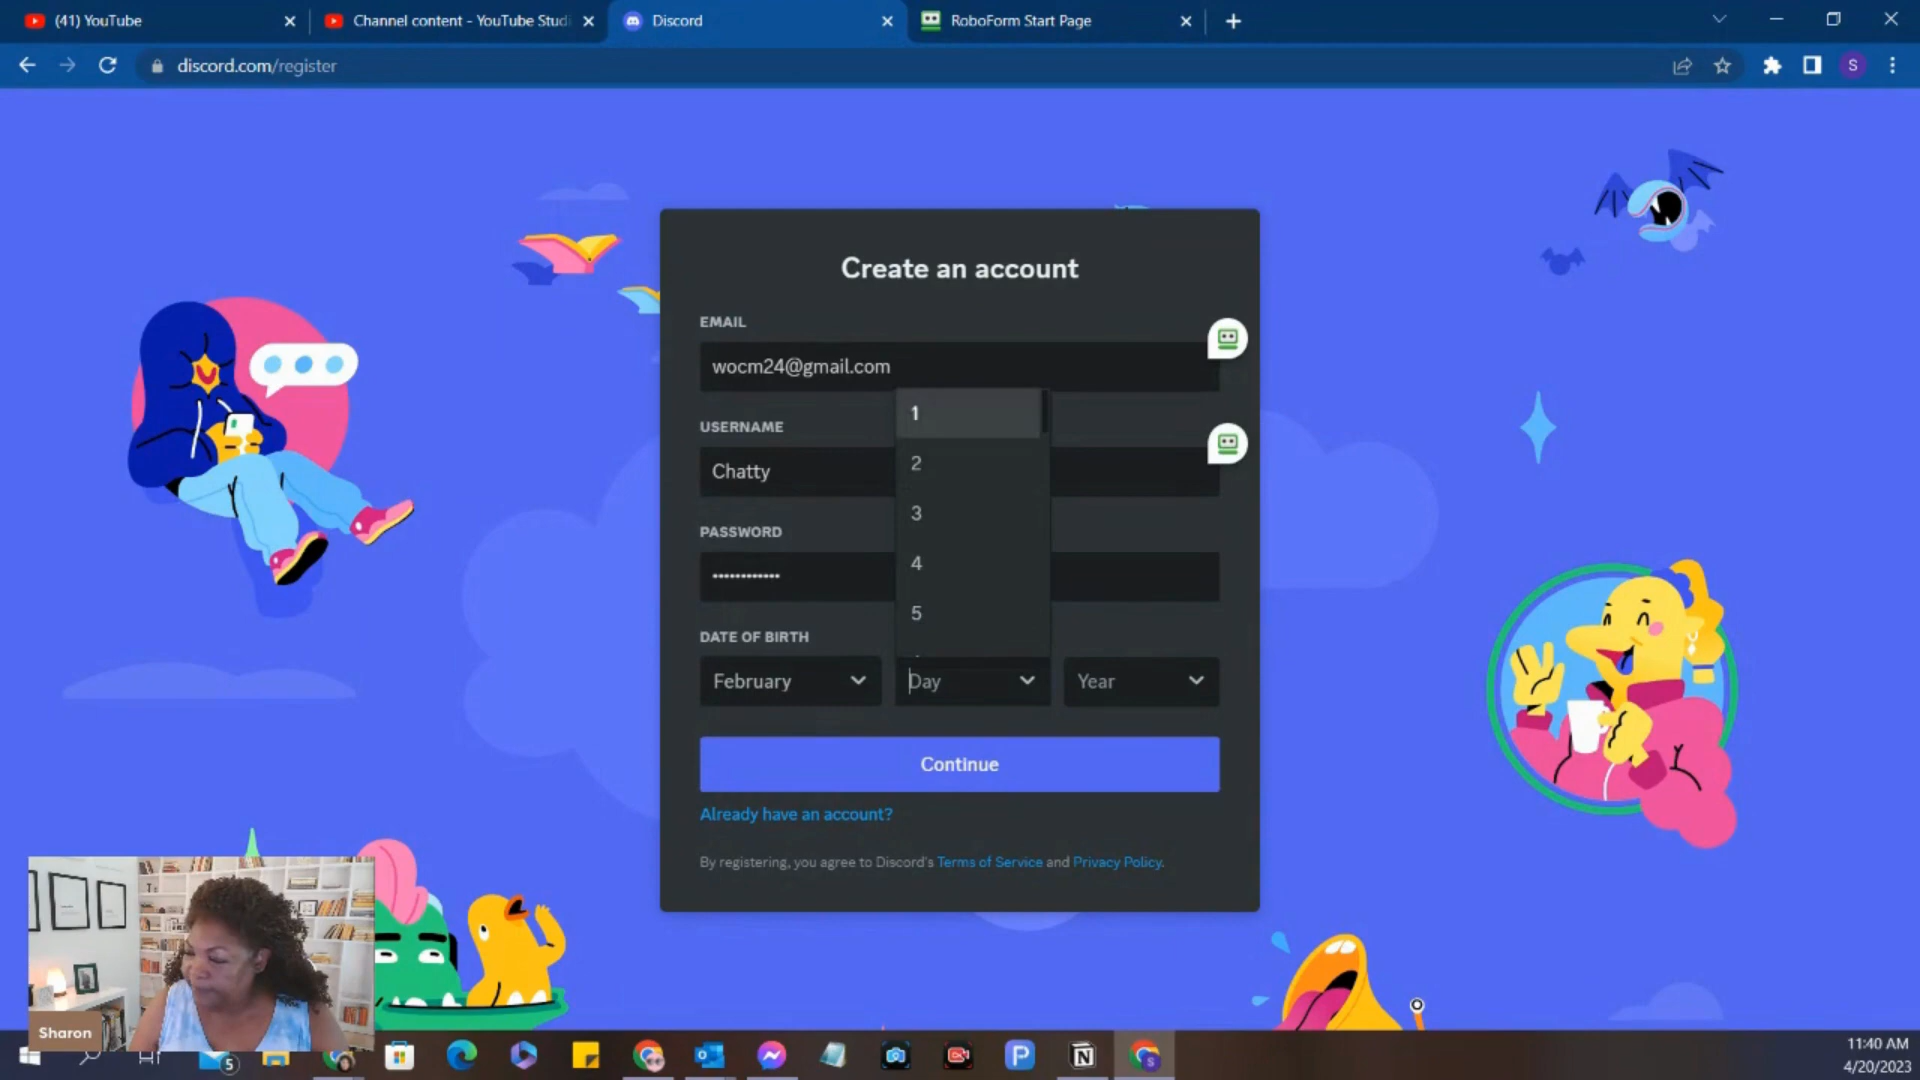 (41) YouTube
Channel content - YouTube Studi
Discord
RoboForm Start Page
discord.com/register
S
Create an account
EMAIL
wocm24@gmail.com
1
USERNAME
2
Chatty
3
PASSWORD
4
••••••••••••
5
DATE OF BIRTH
February
Day
Year
Continue
Already have an account?
By registering, you agree to Discord's Terms of Service and Privacy Policy.
Sharon
5
P
N
S
11:40 AM
4/20/2023